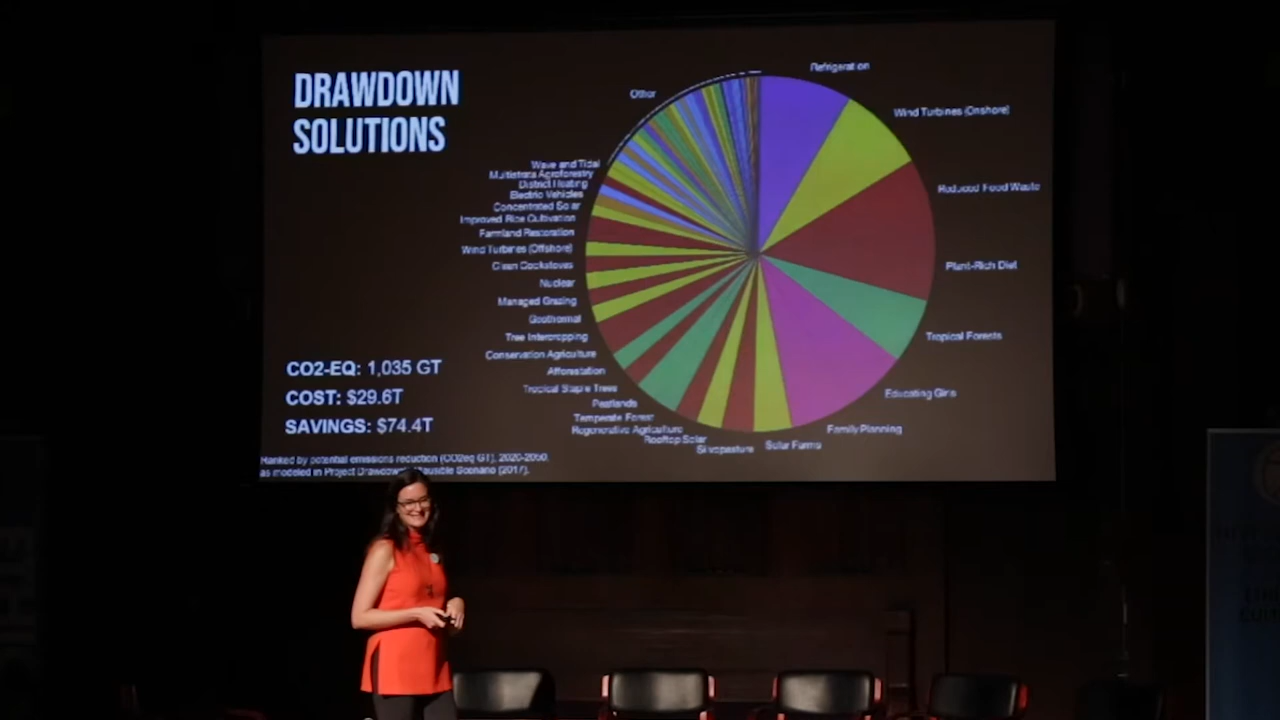 DRAWDOWN
SOLUTIONS
Refrigeration
Wind Turbines (Onshore)
Reduced Food Waste
Plant-Rich Diet
Tropical Forests
Educating Girls
Family Planning
Solar Farms
Silvopasture
Rooftop Solar
Regenerative Agriculture
Temperate Forest
Peatlands
Tropical Staple Trees
Afforestation
Conservation Agriculture
Tree Intercropping
Geothermal
Managed Grazing
Nuclear
Clean Cookstoves
Wind Turbines (Offshore)
Farmland Restoration
Improved Rice Cultivation
Concentrated Solar
Electric Vehicles
District Heating
Multistrata Agroforestry
Wave and Tidal
Other
CO2-EQ: 1,035 GT
COST: $29.6T
SAVINGS: $74.4T
Ranked by potential emissions reduction (CO2eq GT), 2020-2050,
as modeled in Project Drawdown Plausible Scenario (2017).